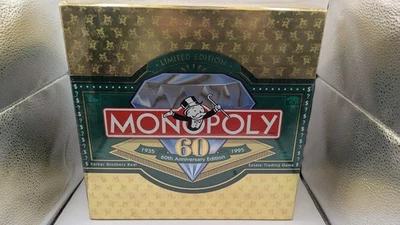 LIMITED EDITION
MONOPOLY
1935 60 1995
60th Anniversary Edition
Parker Brothers Real Estate Trading Game